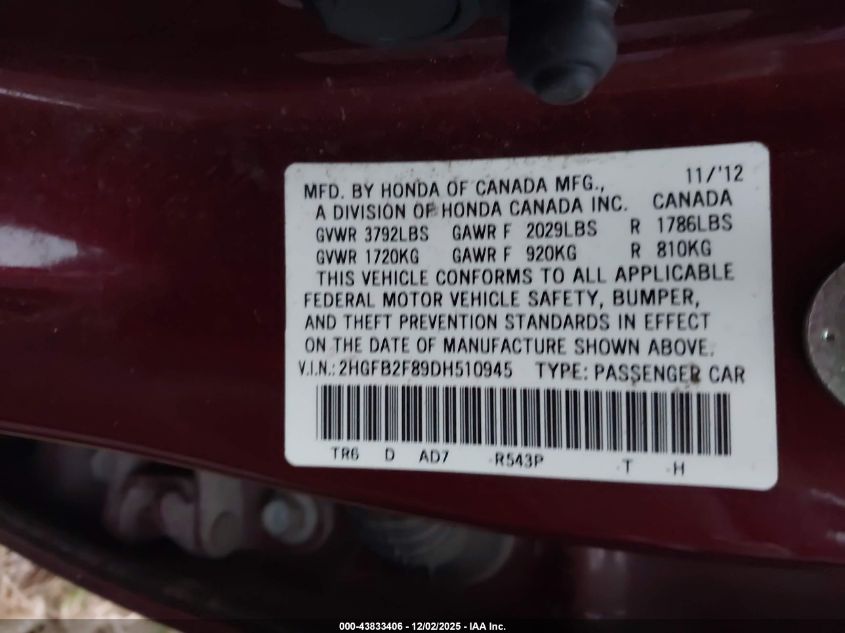 MFD. BY HONDA OF CANADA MFG., 11/'12
A DIVISION OF HONDA CANADA INC. CANADA
GVWR 3792LBS GAWR F 2029LBS R 1786LBS
GVWR 1720KG GAWR F 920KG R 810KG
THIS VEHICLE CONFORMS TO ALL APPLICABLE
FEDERAL MOTOR VEHICLE SAFETY, BUMPER,
AND THEFT PREVENTION STANDARDS IN EFFECT
ON THE DATE OF MANUFACTURE SHOWN ABOVE.
V.I.N.: 2HGFB2F89DH510945 TYPE: PASSENGER CAR
TR6 D AD7 -R543P -T -H
000-43833406 - 12/02/2025 - IAA Inc.